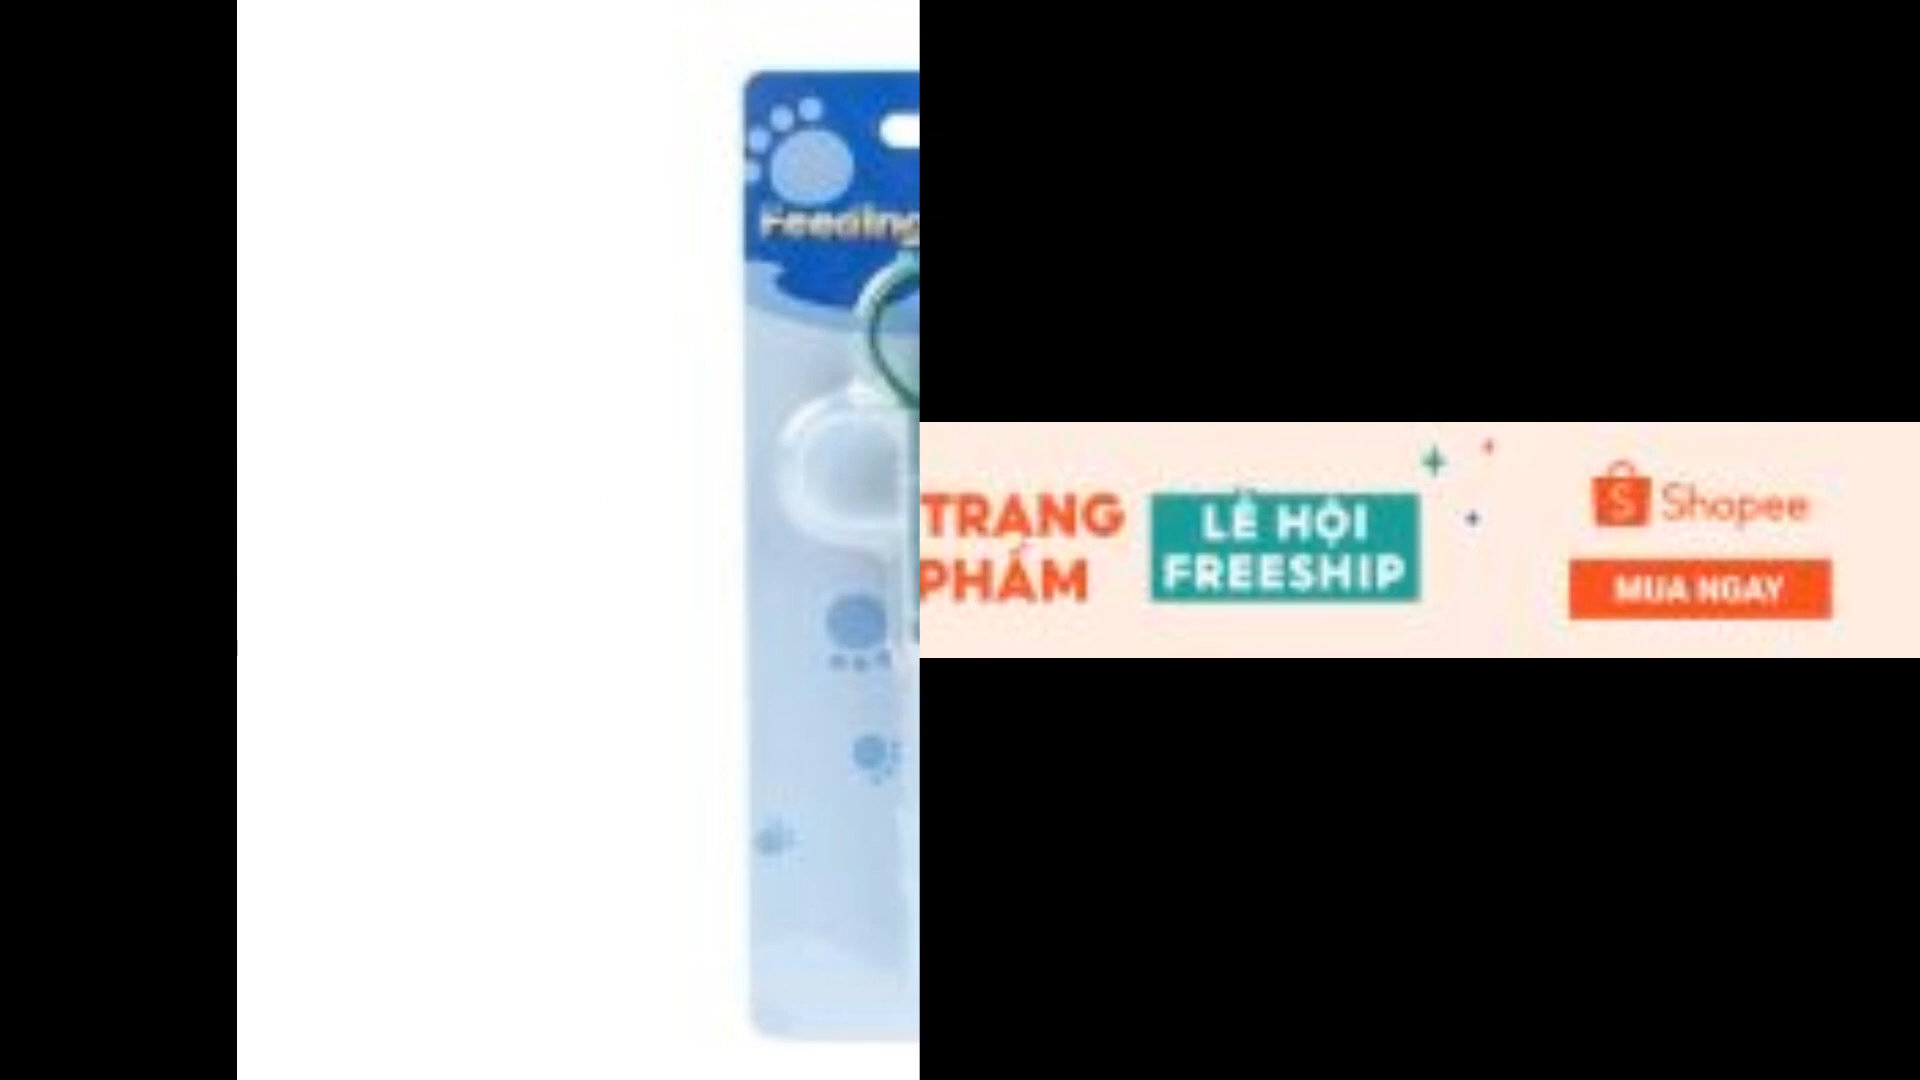 Feeding
TRANG
PHẨM
LỄ HỘI
FREESHIP
Shopee
MUA NGAY